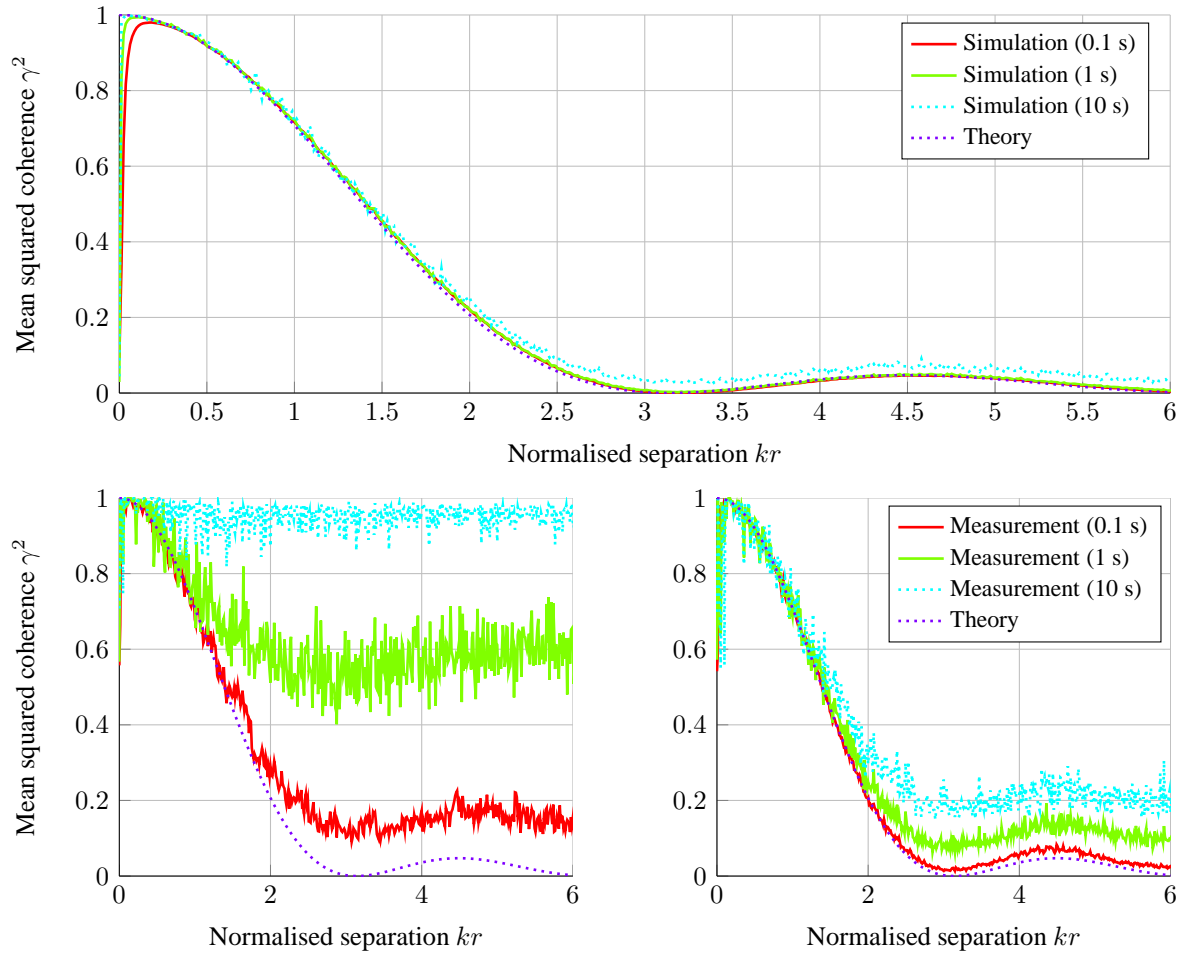 1
0.8
0.6
0.4
0.2
0
Mean squared coherence γ²
Simulation (0.1 s)
Simulation (1 s)
Simulation (10 s)
Theory
0 0.5 1 1.5 2 2.5 3 3.5 4 4.5 5 5.5 6
Normalised separation kr
1
0.8
0.6
0.4
0.2
0
Mean squared coherence γ²
0 2 4 6
Normalised separation kr
1
0.8
0.6
0.4
0.2
0
Measurement (0.1 s)
Measurement (1 s)
Measurement (10 s)
Theory
0 2 4 6
Normalised separation kr